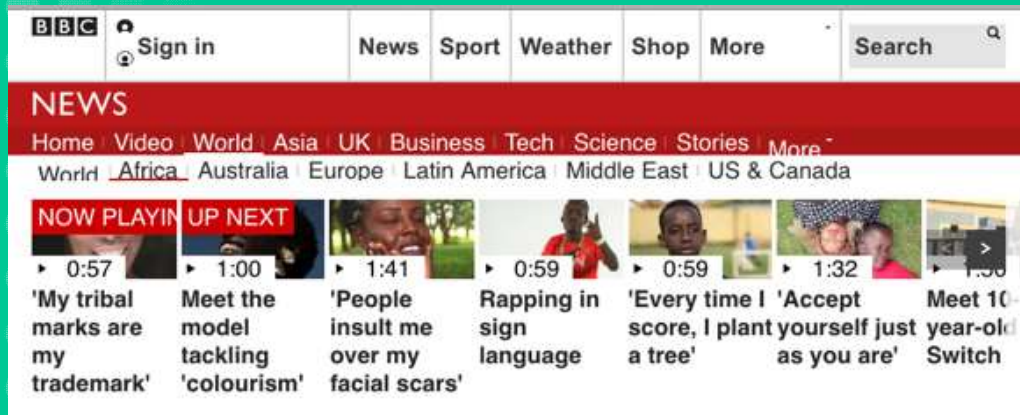 BBC Sign in News Sport Weather Shop More Search
NEWS
Home Video World Asia UK Business Tech Science Stories More
World Africa Australia Europe Latin America Middle East US & Canada
NOW PLAYIN UP NEXT
0:57 1:00 1:41 0:59 0:59 1:32
'My tribal marks are my trademark'
Meet the model tackling 'colourism'
'People insult me over my facial scars'
Rapping in sign language
'Every time I score, I plant a tree'
'Accept yourself just as you are'
Meet 10-year-old Switch